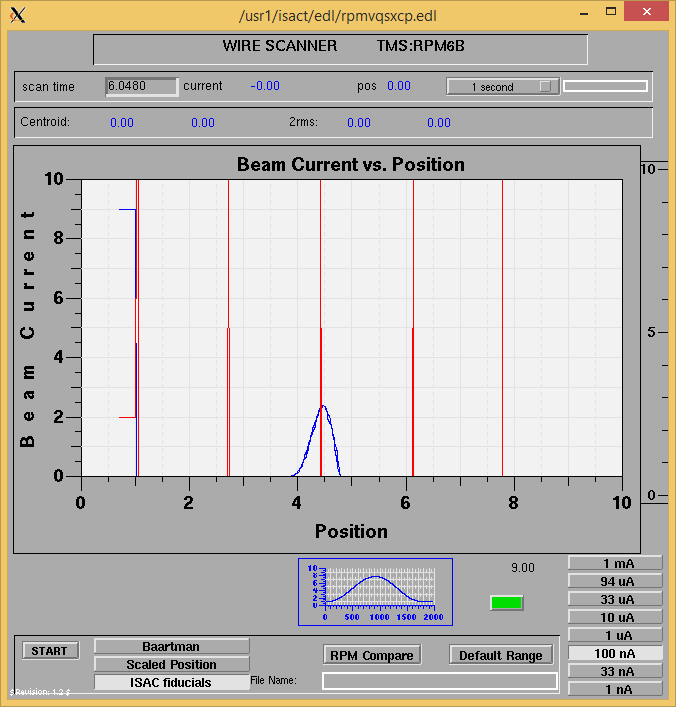 /usr1/isact/edl/rpmvqsxcp.edl
WIRE SCANNER TMS:RPM6B
scan time 6.0480 current -0.00 pos 0.00 1 second
Centroid: 0.00 0.00 2rms: 0.00 0.00
Beam Current vs. Position
Beam Current
10
8
6
4
2
0
0 2 4 6 8 10
Position
10
5
0
10
8
6
4
2
0
0 500 1000 1500 2000
9.00
1 mA
94 uA
33 uA
10 uA
1 uA
100 nA
33 nA
1 nA
START
Baartman
Scaled Position
ISAC fiducials
RPM Compare
Default Range
File Name:
$Revision: 1.2 $